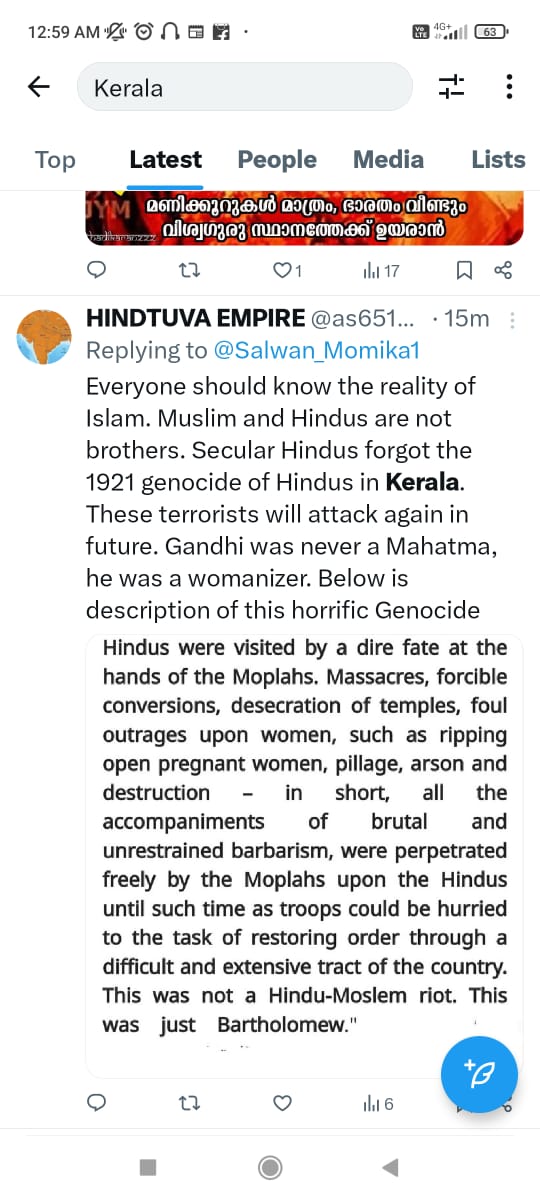 12:59 AM
4G+
63
Kerala
Top Latest People Media Lists
JYM മണിക്കൂറുകൾ മാത്രം, ഭാരതം വീണ്ടും
വിശ്വഗുരു സ്ഥാനത്തേക്ക് ഉയരാൻ
1 17
HINDTUVA EMPIRE @as651... · 15m
Replying to @Salwan_Momika1
Everyone should know the reality of
Islam. Muslim and Hindus are not
brothers. Secular Hindus forgot the
1921 genocide of Hindus in Kerala.
These terrorists will attack again in
future. Gandhi was never a Mahatma,
he was a womanizer. Below is
description of this horrific Genocide
Hindus were visited by a dire fate at the
hands of the Moplahs. Massacres, forcible
conversions, desecration of temples, foul
outrages upon women, such as ripping
open pregnant women, pillage, arson and
destruction – in short, all the
accompaniments of brutal and
unrestrained barbarism, were perpetrated
freely by the Moplahs upon the Hindus
until such time as troops could be hurried
to the task of restoring order through a
difficult and extensive tract of the country.
This was not a Hindu-Moslem riot. This
was just Bartholomew."
6